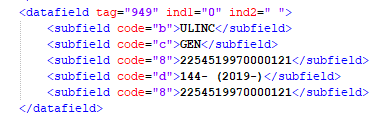 <datafield tag="949" ind1="0" ind2=" ">
<subfield code="b">ULINC</subfield>
<subfield code="c">GEN</subfield>
<subfield code="8">2254519970000121</subfield>
<subfield code="d">144- (2019-)</subfield>
<subfield code="8">2254519970000121</subfield>
</datafield>